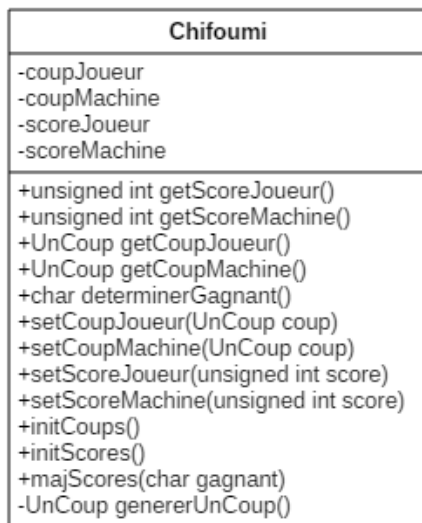 Chifoumi
-coupJoueur
-coupMachine
-scoreJoueur
-scoreMachine
+unsigned int getScoreJoueur()
+unsigned int getScoreMachine()
+UnCoup getCoupJoueur()
+UnCoup getCoupMachine()
+char determinerGagnant()
+setCoupJoueur(UnCoup coup)
+setCoupMachine(UnCoup coup)
+setScoreJoueur(unsigned int score)
+setScoreMachine(unsigned int score)
+initCoups()
+initScores()
+majScores(char gagnant)
-UnCoup genererUnCoup()